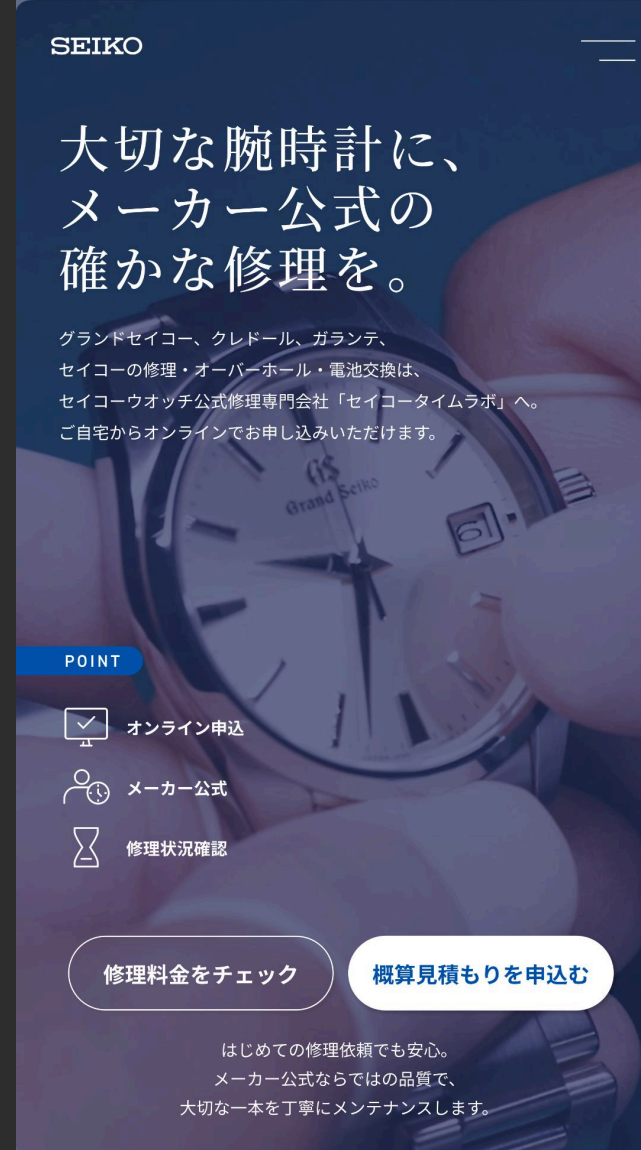 SEIKO
大切な腕時計に、
メーカー公式の
確かな修理を。
グランドセイコー、クレドール、ガランテ、
セイコーの修理・オーバーホール・電池交換は、
セイコーウオッチ公式修理専門会社「セイコータイムラボ」へ。
ご自宅からオンラインでお申し込みいただけます。
GS
Grand Seiko
6
POINT
オンライン申込
メーカー公式
修理状況確認
修理料金をチェック
概算見積もりを申込む
はじめての修理依頼でも安心。
メーカー公式ならではの品質で、
大切な一本を丁寧にメンテナンスします。